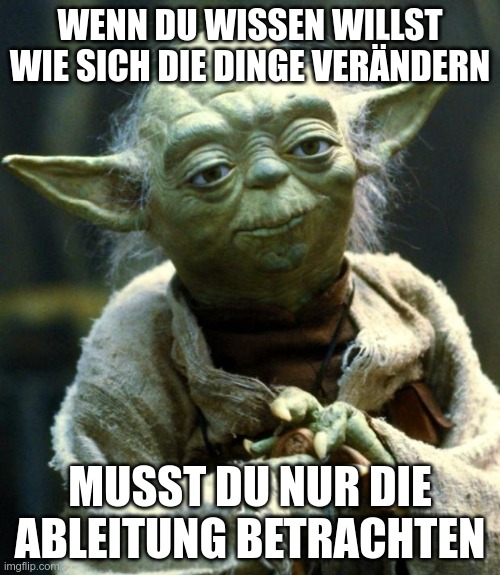 WENN DU WISSEN WILLST
WIE SICH DIE DINGE VERÄNDERN
MUSST DU NUR DIE
ABLEITUNG BETRACHTEN
imgflip.com